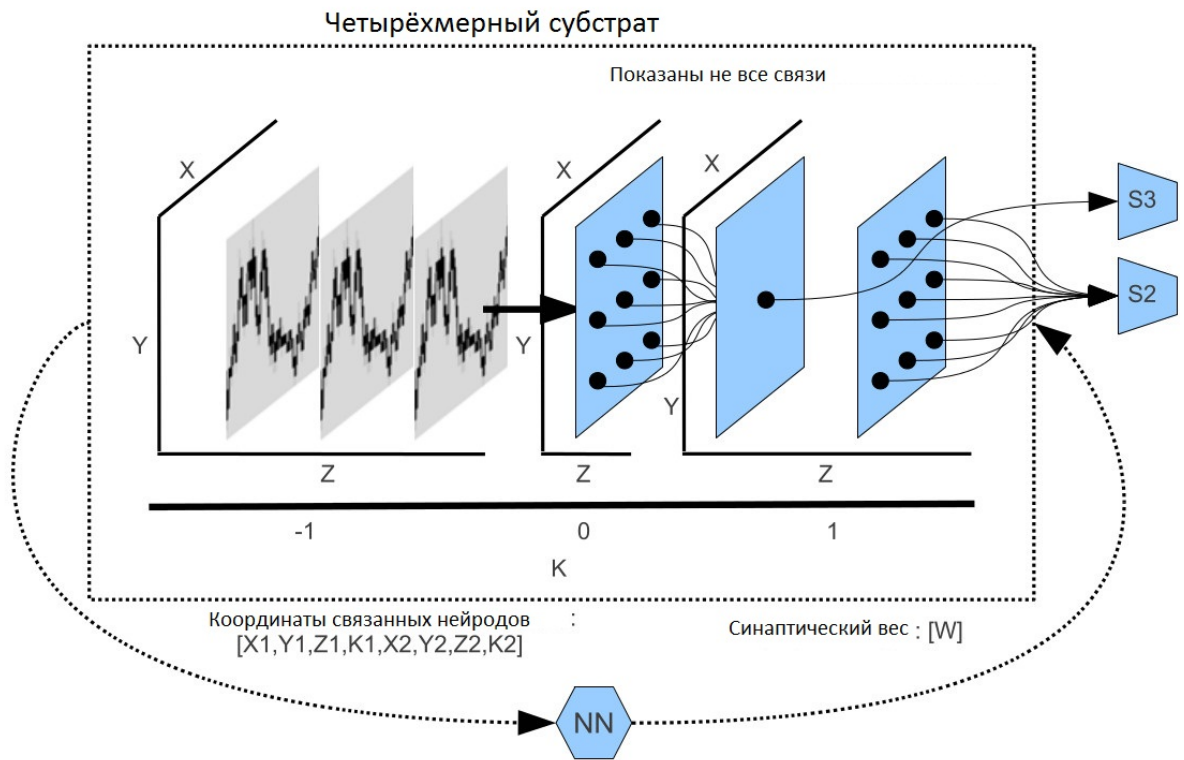 Четырёхмерный субстрат
Показаны не все связи
X
X
X
S3
S2
Y
Y
Y
Z
Z
Z
-1
0
1
K
Координаты связанных нейродов :
[X1,Y1,Z1,K1,X2,Y2,Z2,K2]
Синаптический вес : [W]
NN